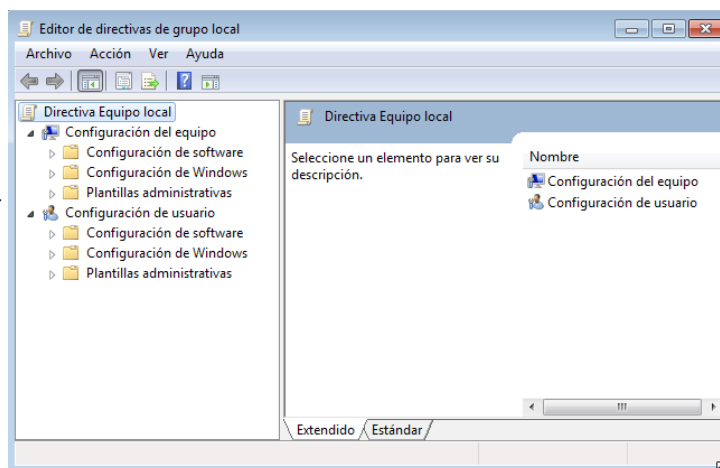 Editor de directivas de grupo local
Archivo Acción Ver Ayuda
Directiva Equipo local
Configuración del equipo
Configuración de software
Configuración de Windows
Plantillas administrativas
Configuración de usuario
Configuración de software
Configuración de Windows
Plantillas administrativas
Directiva Equipo local
Seleccione un elemento para ver su
descripción.
Nombre
Configuración del equipo
Configuración de usuario
Extendido Estándar